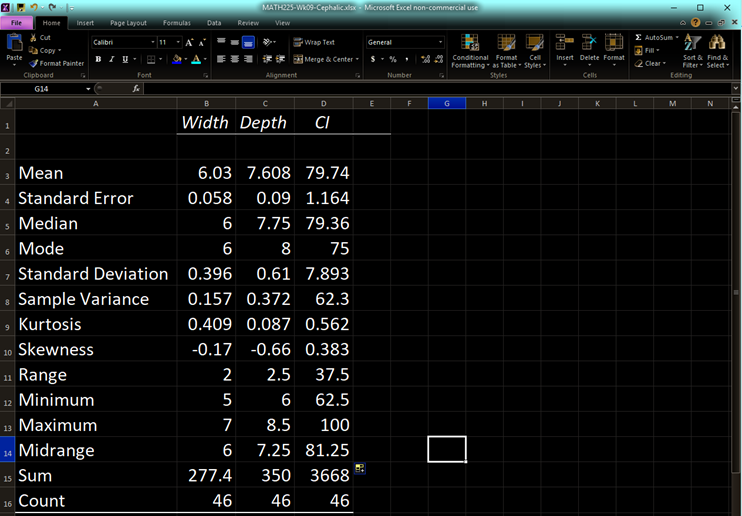 MATH225-Wk09-Cephalic.xlsx - Microsoft Excel non-commercial use
File Home Insert Page Layout Formulas Data Review View
Cut
Copy
Format Painter
Paste
Clipboard
Calibri 11 A A
B I U A
Font
Wrap Text
Merge & Center
Alignment
General
$ % ,
Number
Conditional Formatting
Format as Table
Cell Styles
Styles
Insert Delete Format
Cells
AutoSum
Fill
Clear
Sort & Filter
Find & Select
Editing
G14 fx
A B C D E F G H I J K L M N
1 Width Depth CI
2
3 Mean 6.03 7.608 79.74
4 Standard Error 0.058 0.09 1.164
5 Median 6 7.75 79.36
6 Mode 6 8 75
7 Standard Deviation 0.396 0.61 7.893
8 Sample Variance 0.157 0.372 62.3
9 Kurtosis 0.409 0.087 0.562
10 Skewness -0.17 -0.66 0.383
11 Range 2 2.5 37.5
12 Minimum 5 6 62.5
13 Maximum 7 8.5 100
14 Midrange 6 7.25 81.25
15 Sum 277.4 350 3668
16 Count 46 46 46